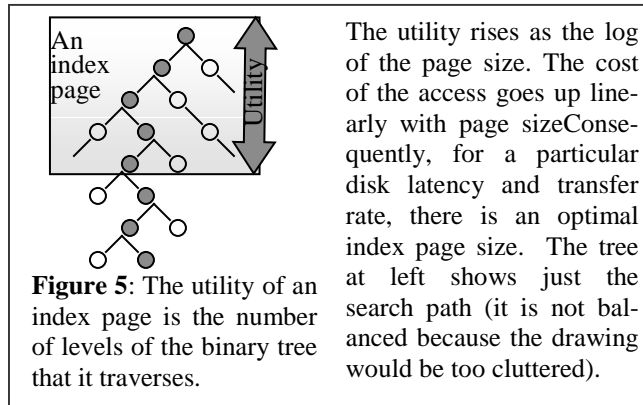 An
index
page
Utility
Figure 5: The utility of an
index page is the number
of levels of the binary tree
that it traverses.
The utility rises as the log
of the page size. The cost
of the access goes up line-
arly with page sizeConse-
quently, for a particular
disk latency and transfer
rate, there is an optimal
index page size. The tree
at left shows just the
search path (it is not bal-
anced because the drawing
would be too cluttered).